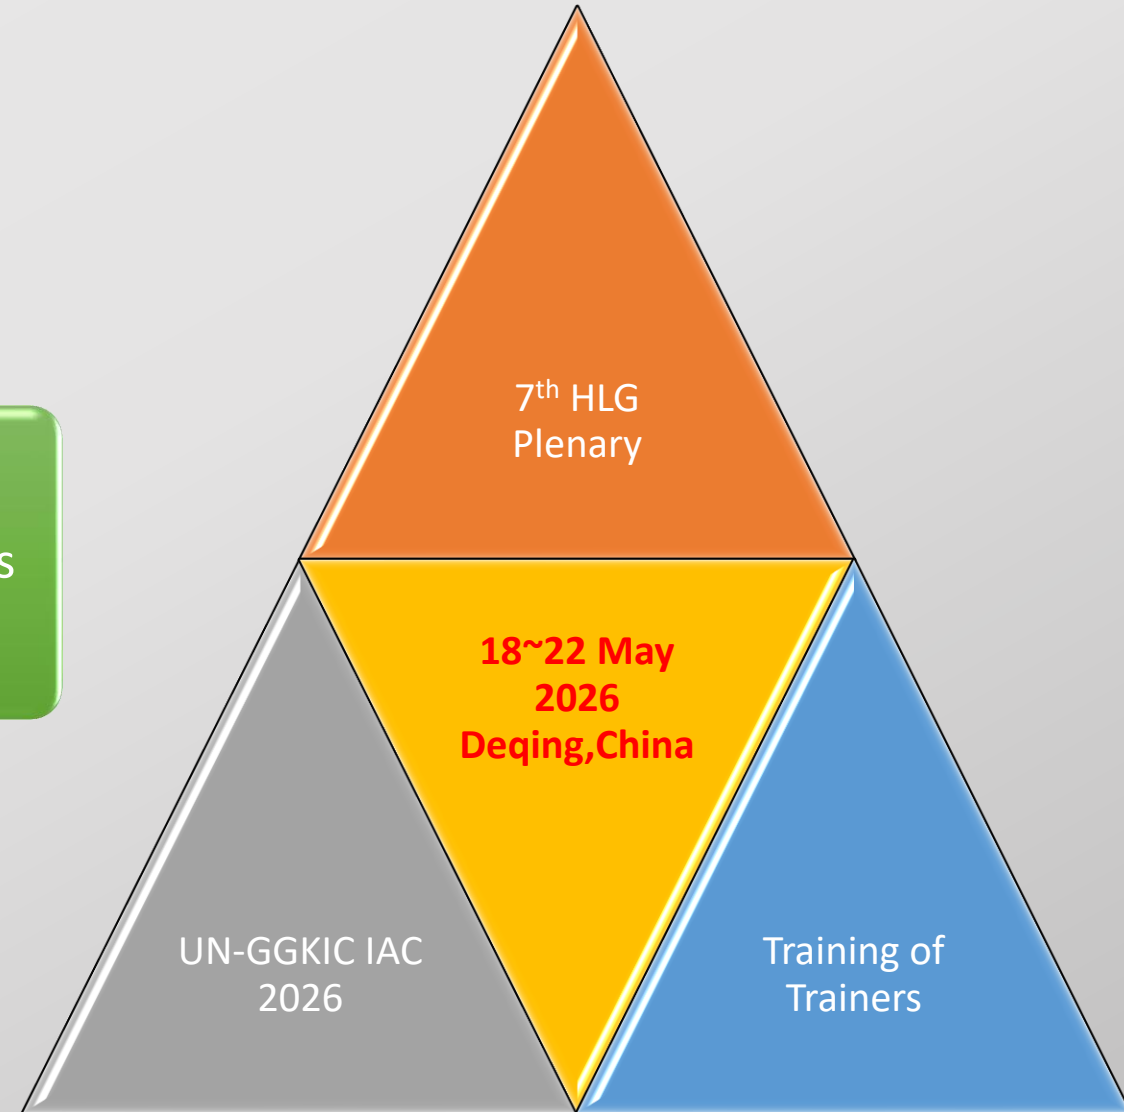 7th HLG
Plenary
s
18~22 May
2026
Deqing,China
UN-GGKIC IAC
2026
Training of
Trainers